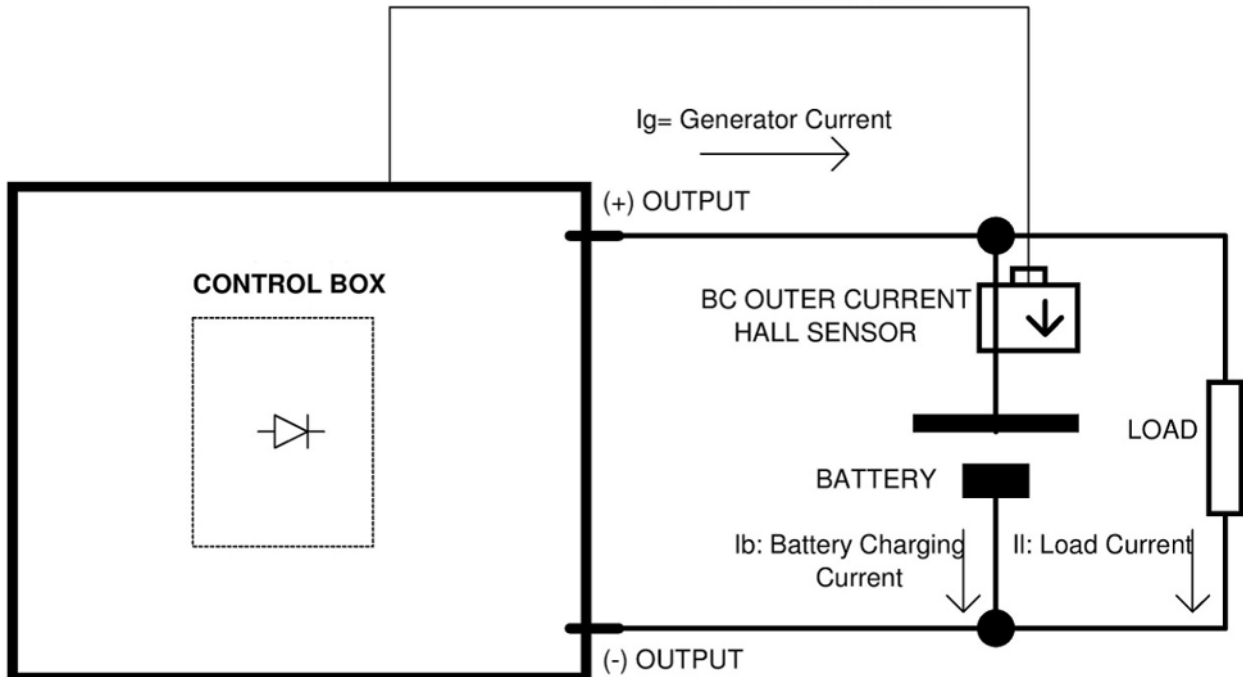 Ig= Generator Current
(+) OUTPUT
CONTROL BOX
BC OUTER CURRENT
HALL SENSOR
LOAD
BATTERY
Ib: Battery Charging
Current
Il: Load Current
(-) OUTPUT